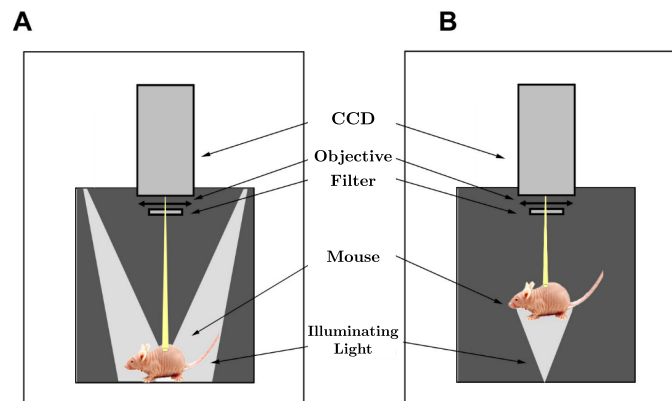 A
B
CCD
Objective
Filter
Mouse
Illuminating
Light